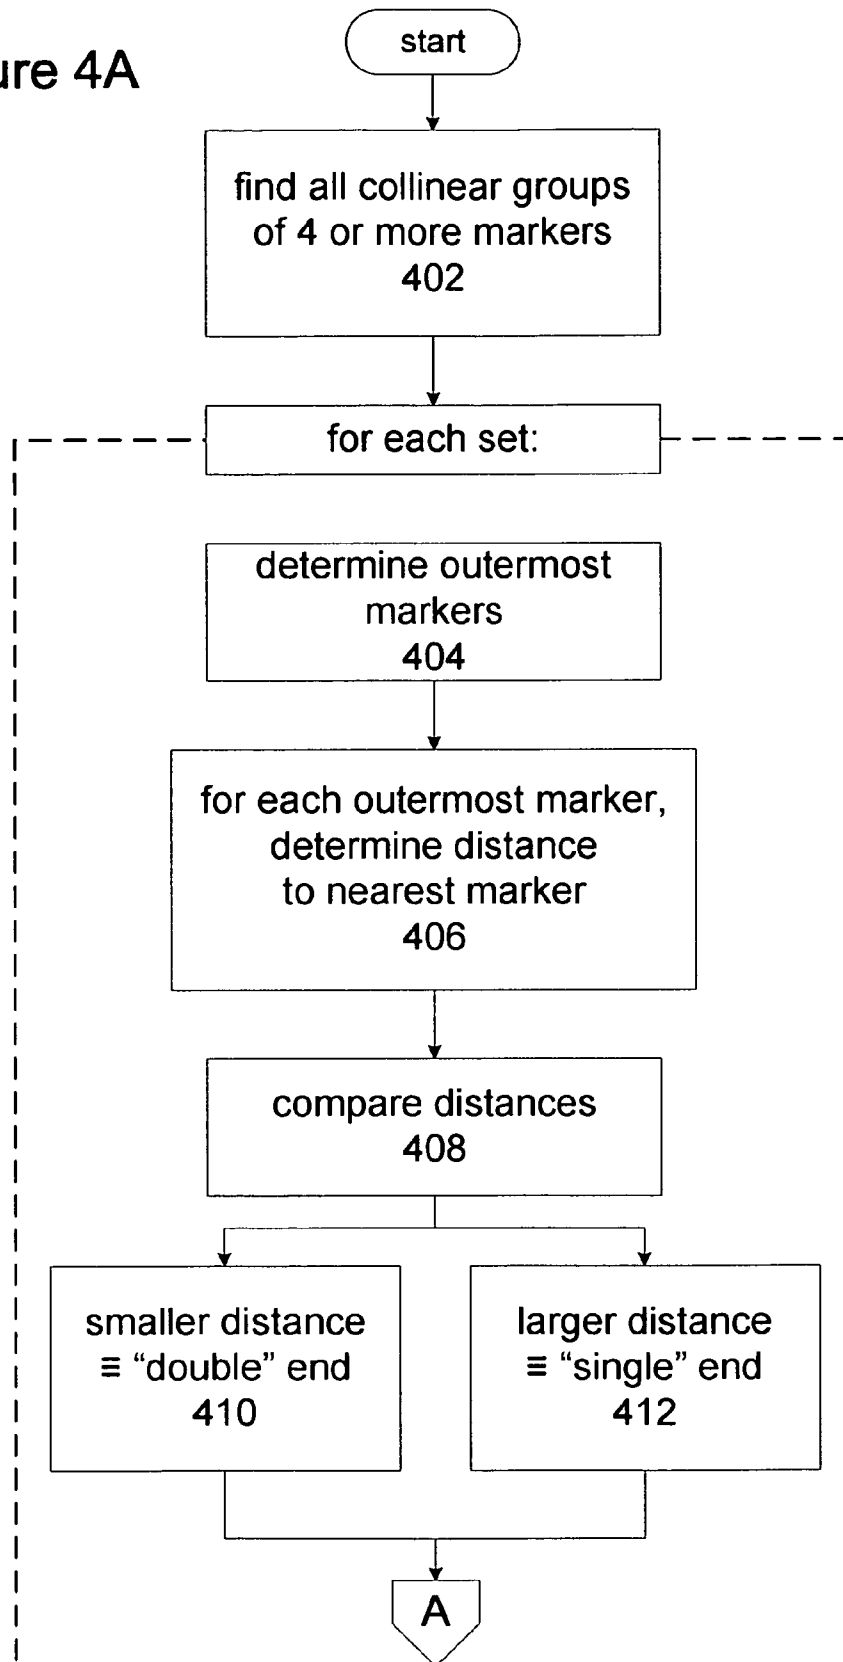 start
ure 4A
find all collinear groups
of 4 or more markers
402
for each set:
determine outermost
markers
404
for each outermost marker,
determine distance
to nearest marker
406
compare distances
408
smaller distance
≡ “double” end
410
larger distance
≡ “single” end
412
A